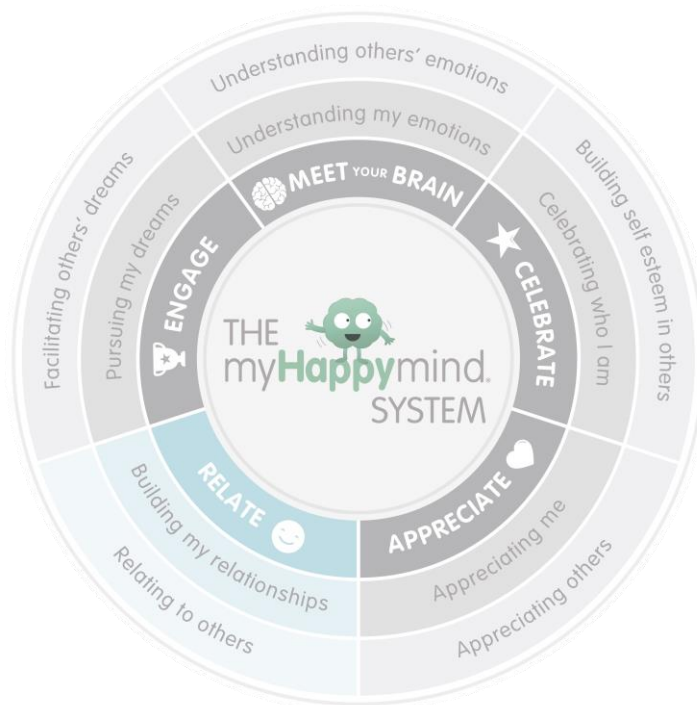 THE
myHappymind.
SYSTEM
MEET YOUR BRAIN
Understanding my emotions
Understanding others' emotions
CELEBRATE
Celebrating who I am
Building self esteem in others
APPRECIATE
Appreciating me
Appreciating others
RELATE
Building my relationships
Relating to others
ENGAGE
Pursuing my dreams
Facilitating others' dreams